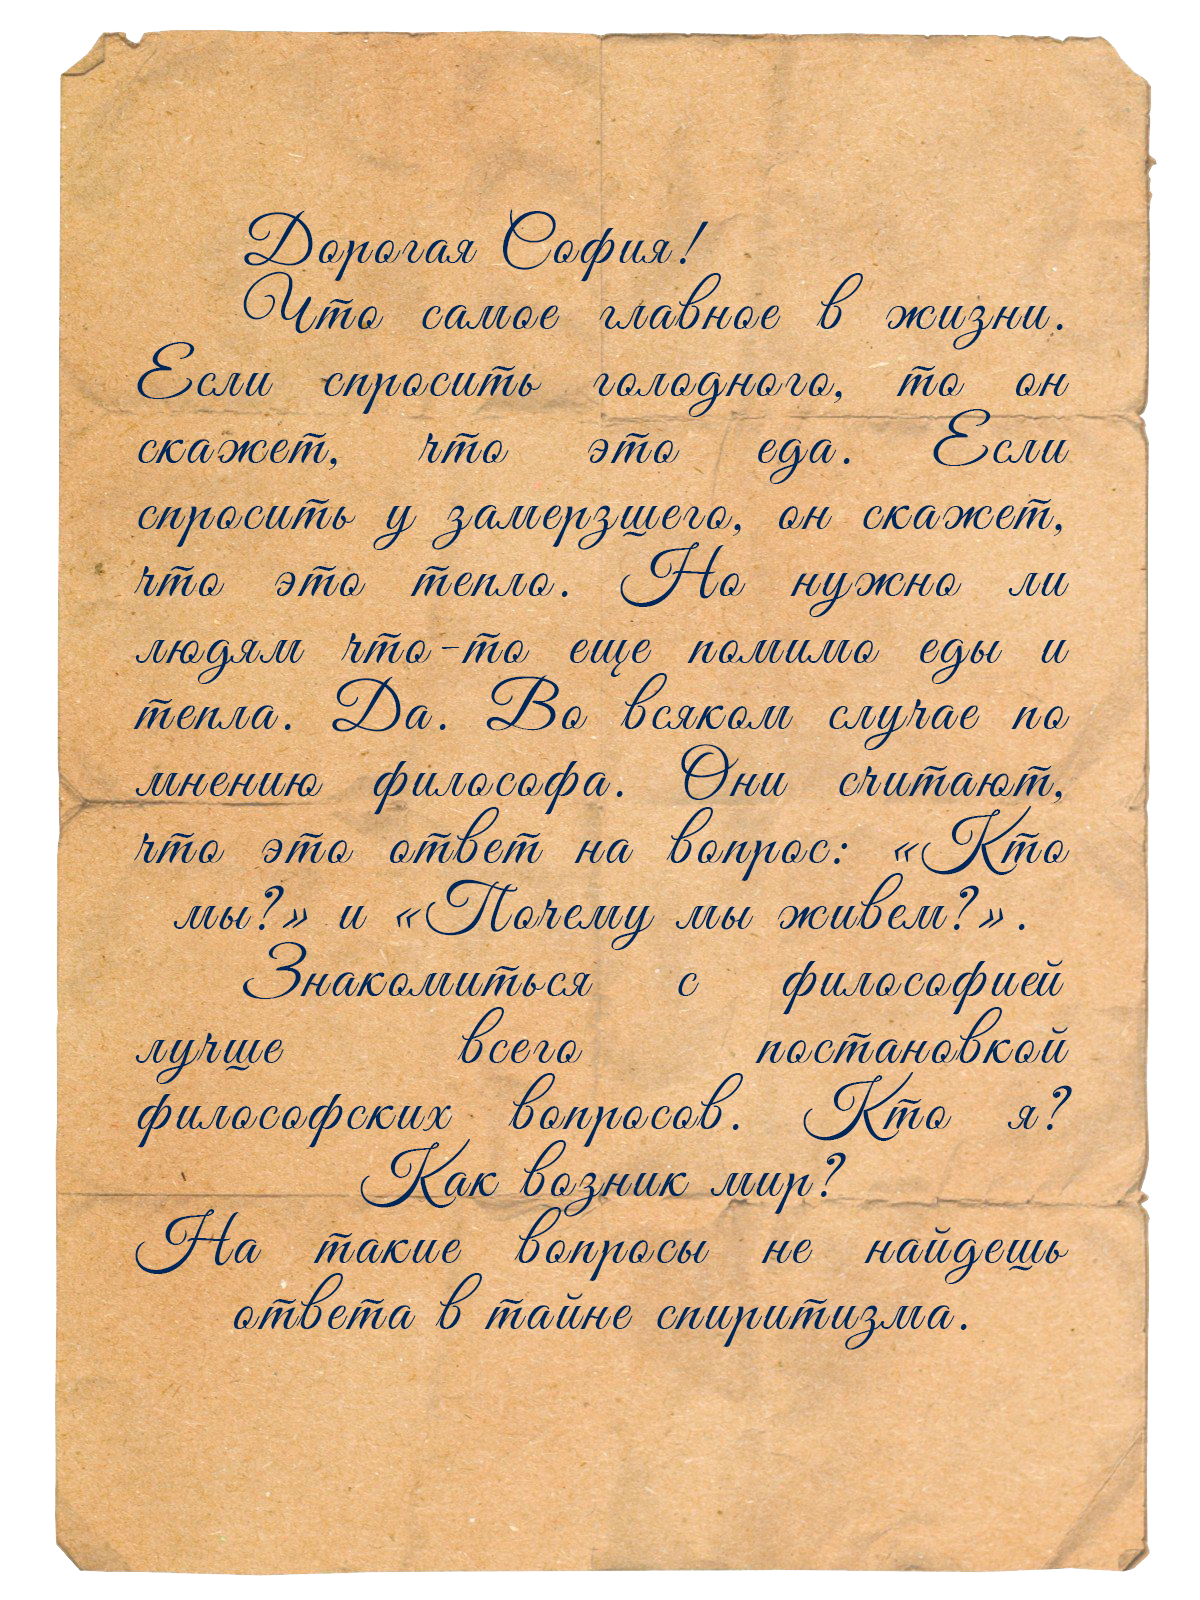 Дорогая София!
Что самое главное в жизни.
Если спросить голодного, то он
скажет, что это еда. Если
спросить у замерзшего, он скажет,
что это тепло. Но нужно ли
людям что-то еще помимо еды и
тепла. Да. Во всяком случае по
мнению философа. Они считают,
что это ответ на вопрос: «Кто
мы?» и «Почему мы живем?».
Знакомиться с философией
лучше всего постановкой
философских вопросов. Кто я?
Как возник мир?
На такие вопросы не найдешь
ответа в тайне спиритизма.